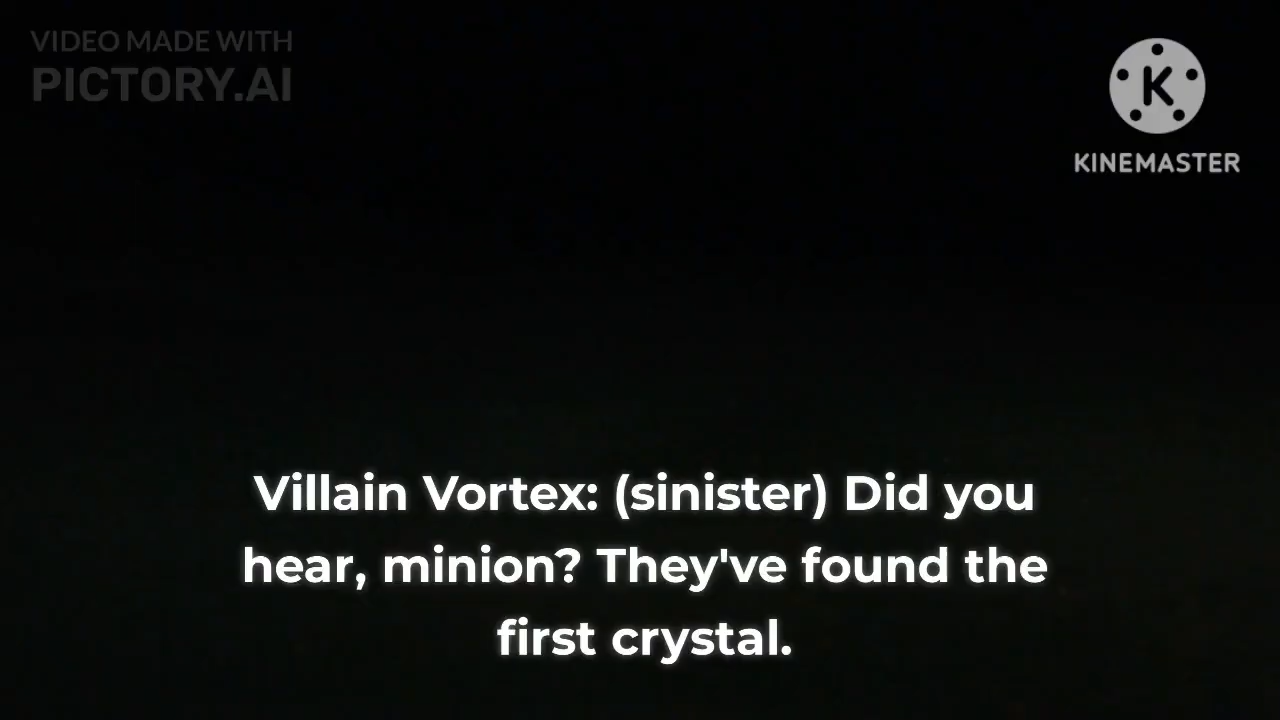 VIDEO MADE WITH
PICTORY.AI
K
KINEMASTER
Villain Vortex: (sinister) Did you
hear, minion? They've found the
first crystal.